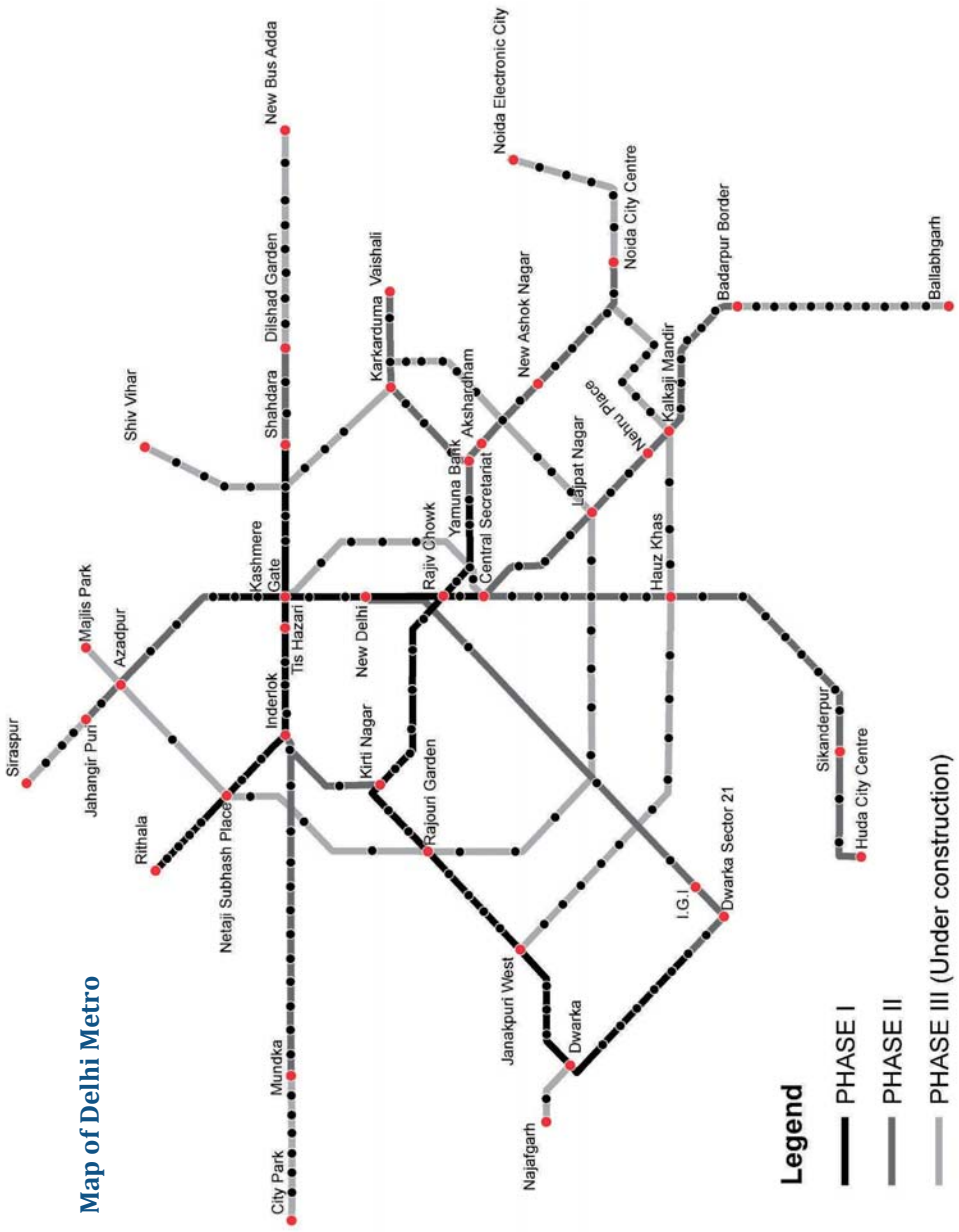 Map of Delhi Metro
Siraspur
Majlis Park
Jahangir Puri
Azadpur
Shiv Vihar
Rithala
Netaji Subhash Place
Inderlok
Kashmere
Gate
Tis Hazari
Shahdara
Dilshad Garden
New Bus Adda
City Park
Mundka
Kirti Nagar
New Delhi
Karkarduma
Vaishali
Rajouri Garden
Rajiv Chowk
Yamuna Bank
Akshardham
Central Secretariat
New Ashok Nagar
Noida Electronic City
Noida City Centre
Janakpuri West
Lajpat Nagar
Nehru Place
Kalkaji Mandir
Hauz Khas
Badarpur Border
Najafgarh
Dwarka
I.G.I
Dwarka Sector 21
Sikanderpur
Huda City Centre
Ballabhgarh
Legend
PHASE I
PHASE II
PHASE III (Under construction)